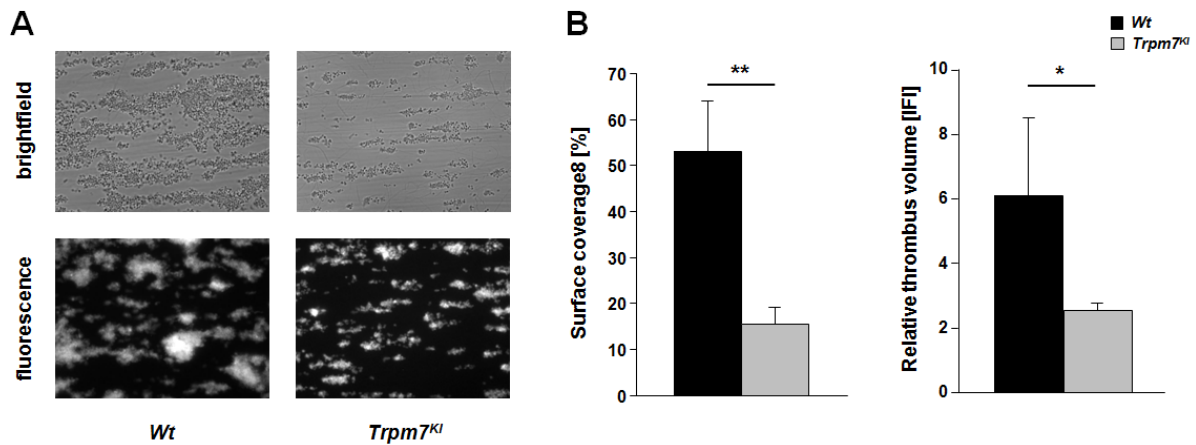 A
brightfield
fluorescence
Wt
Trpm7KI
B
Wt
Trpm7KI
Surface coverage8 [%]
70
60
50
40
30
20
10
0
**
Relative thrombus volume [IFI]
10
8
6
4
2
0
*